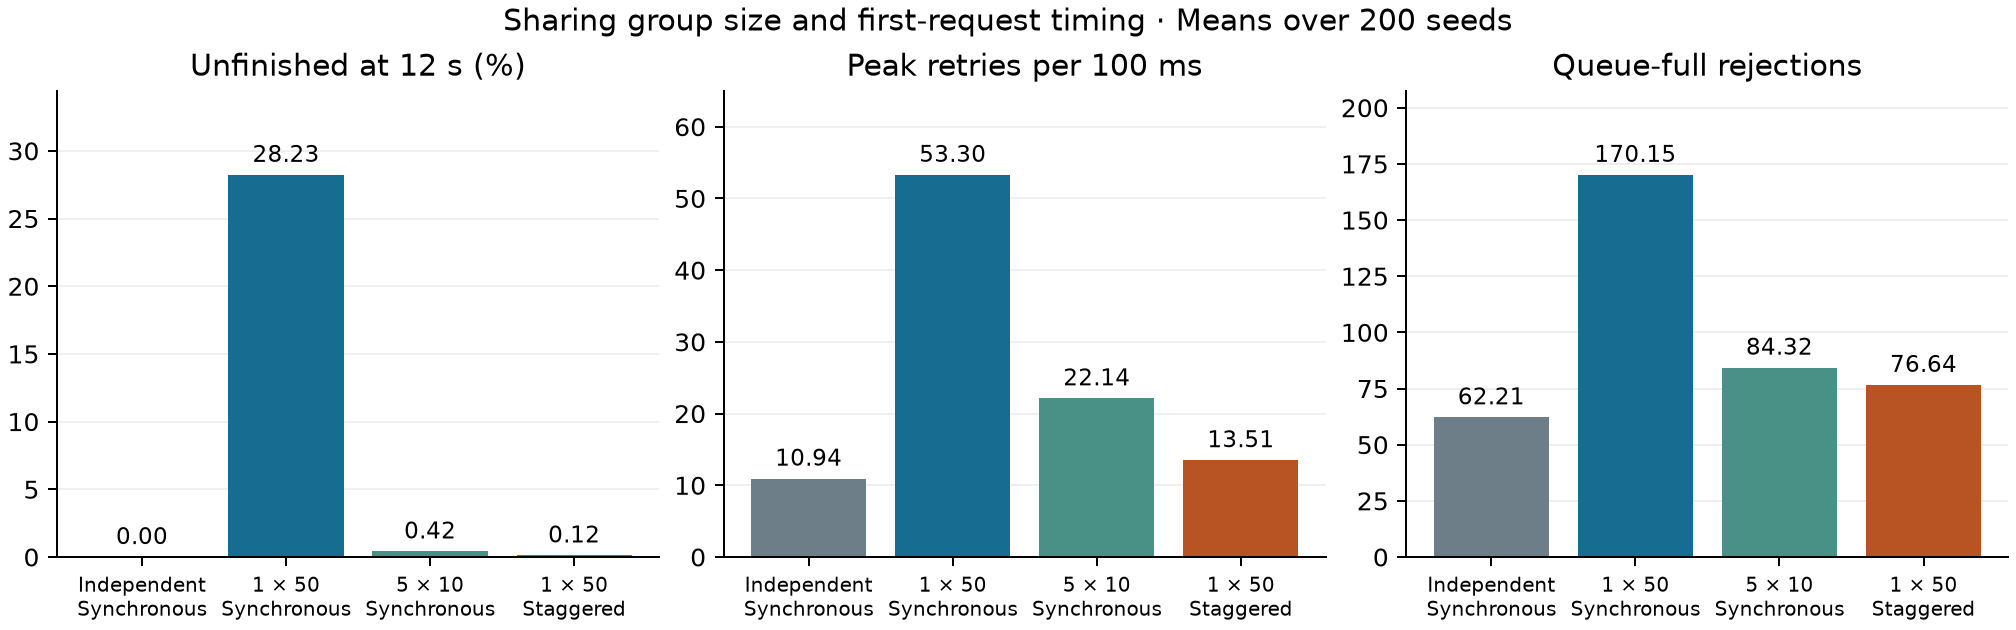 Sharing group size and first-request timing · Means over 200 seeds
Unfinished at 12 s (%)
30
25
20
15
10
5
0
0.00
28.23
0.42
0.12
Independent
Synchronous
1 × 50
Synchronous
5 × 10
Synchronous
1 × 50
Staggered
Peak retries per 100 ms
60
50
40
30
20
10
0
10.94
53.30
22.14
13.51
Independent
Synchronous
1 × 50
Synchronous
5 × 10
Synchronous
1 × 50
Staggered
Queue-full rejections
200
175
150
125
100
75
50
25
0
62.21
170.15
84.32
76.64
Independent
Synchronous
1 × 50
Synchronous
5 × 10
Synchronous
1 × 50
Staggered